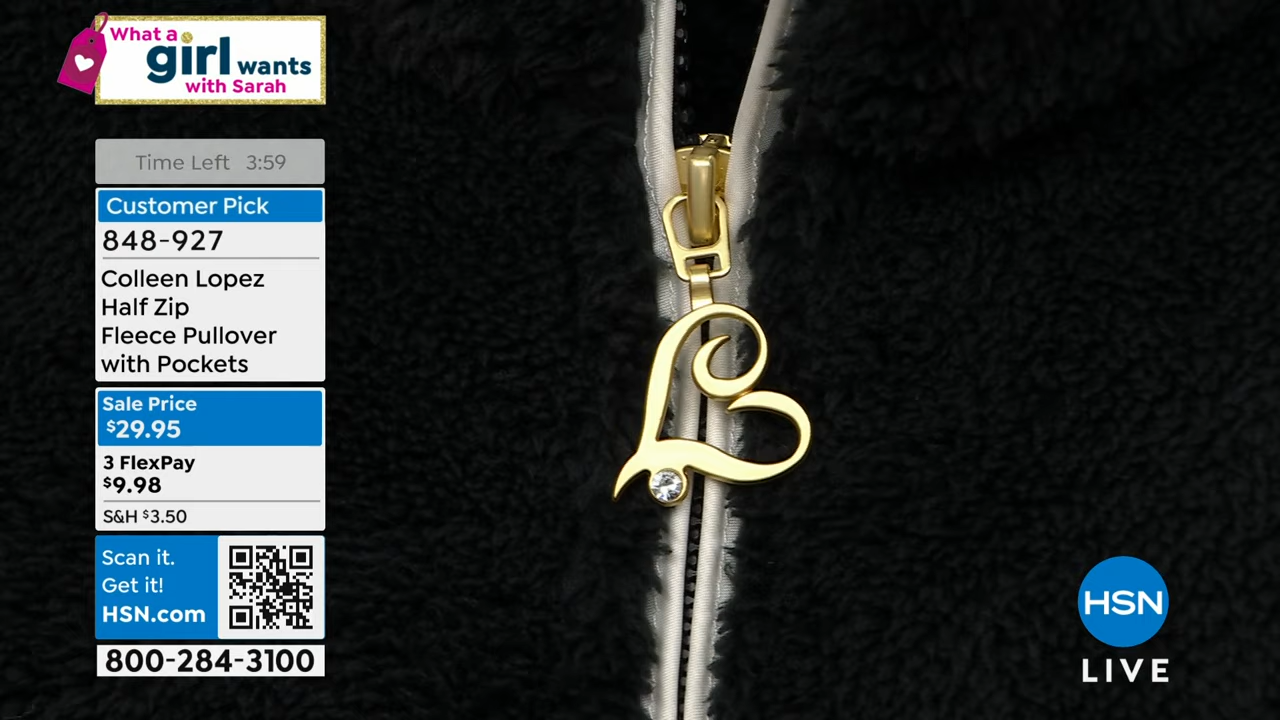 What a
girl wants
with Sarah
Time Left 3:59
Customer Pick
848-927
Colleen Lopez
Half Zip
Fleece Pullover
with Pockets
Sale Price
$29.95
3 FlexPay
$9.98
S&H $3.50
Scan it.
Get it!
HSN.com
800-284-3100
HSN
LIVE